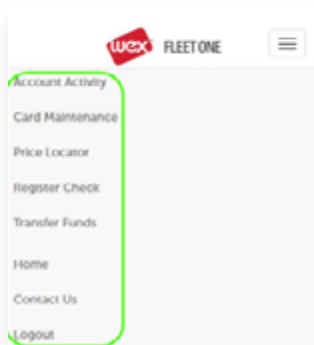 wex FLEET ONE
Account Activity
Card Maintenance
Price Locator
Register Check
Transfer Funds
Home
Contact Us
Logout